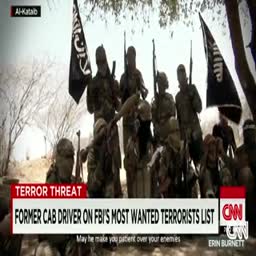 Al-Kataib
TERROR THREAT
FORMER CAB DRIVER ON FBI'S MOST WANTED TERRORISTS LIST
CNN
CNN
ERIN BURNETT
May he make you patient over your enemies